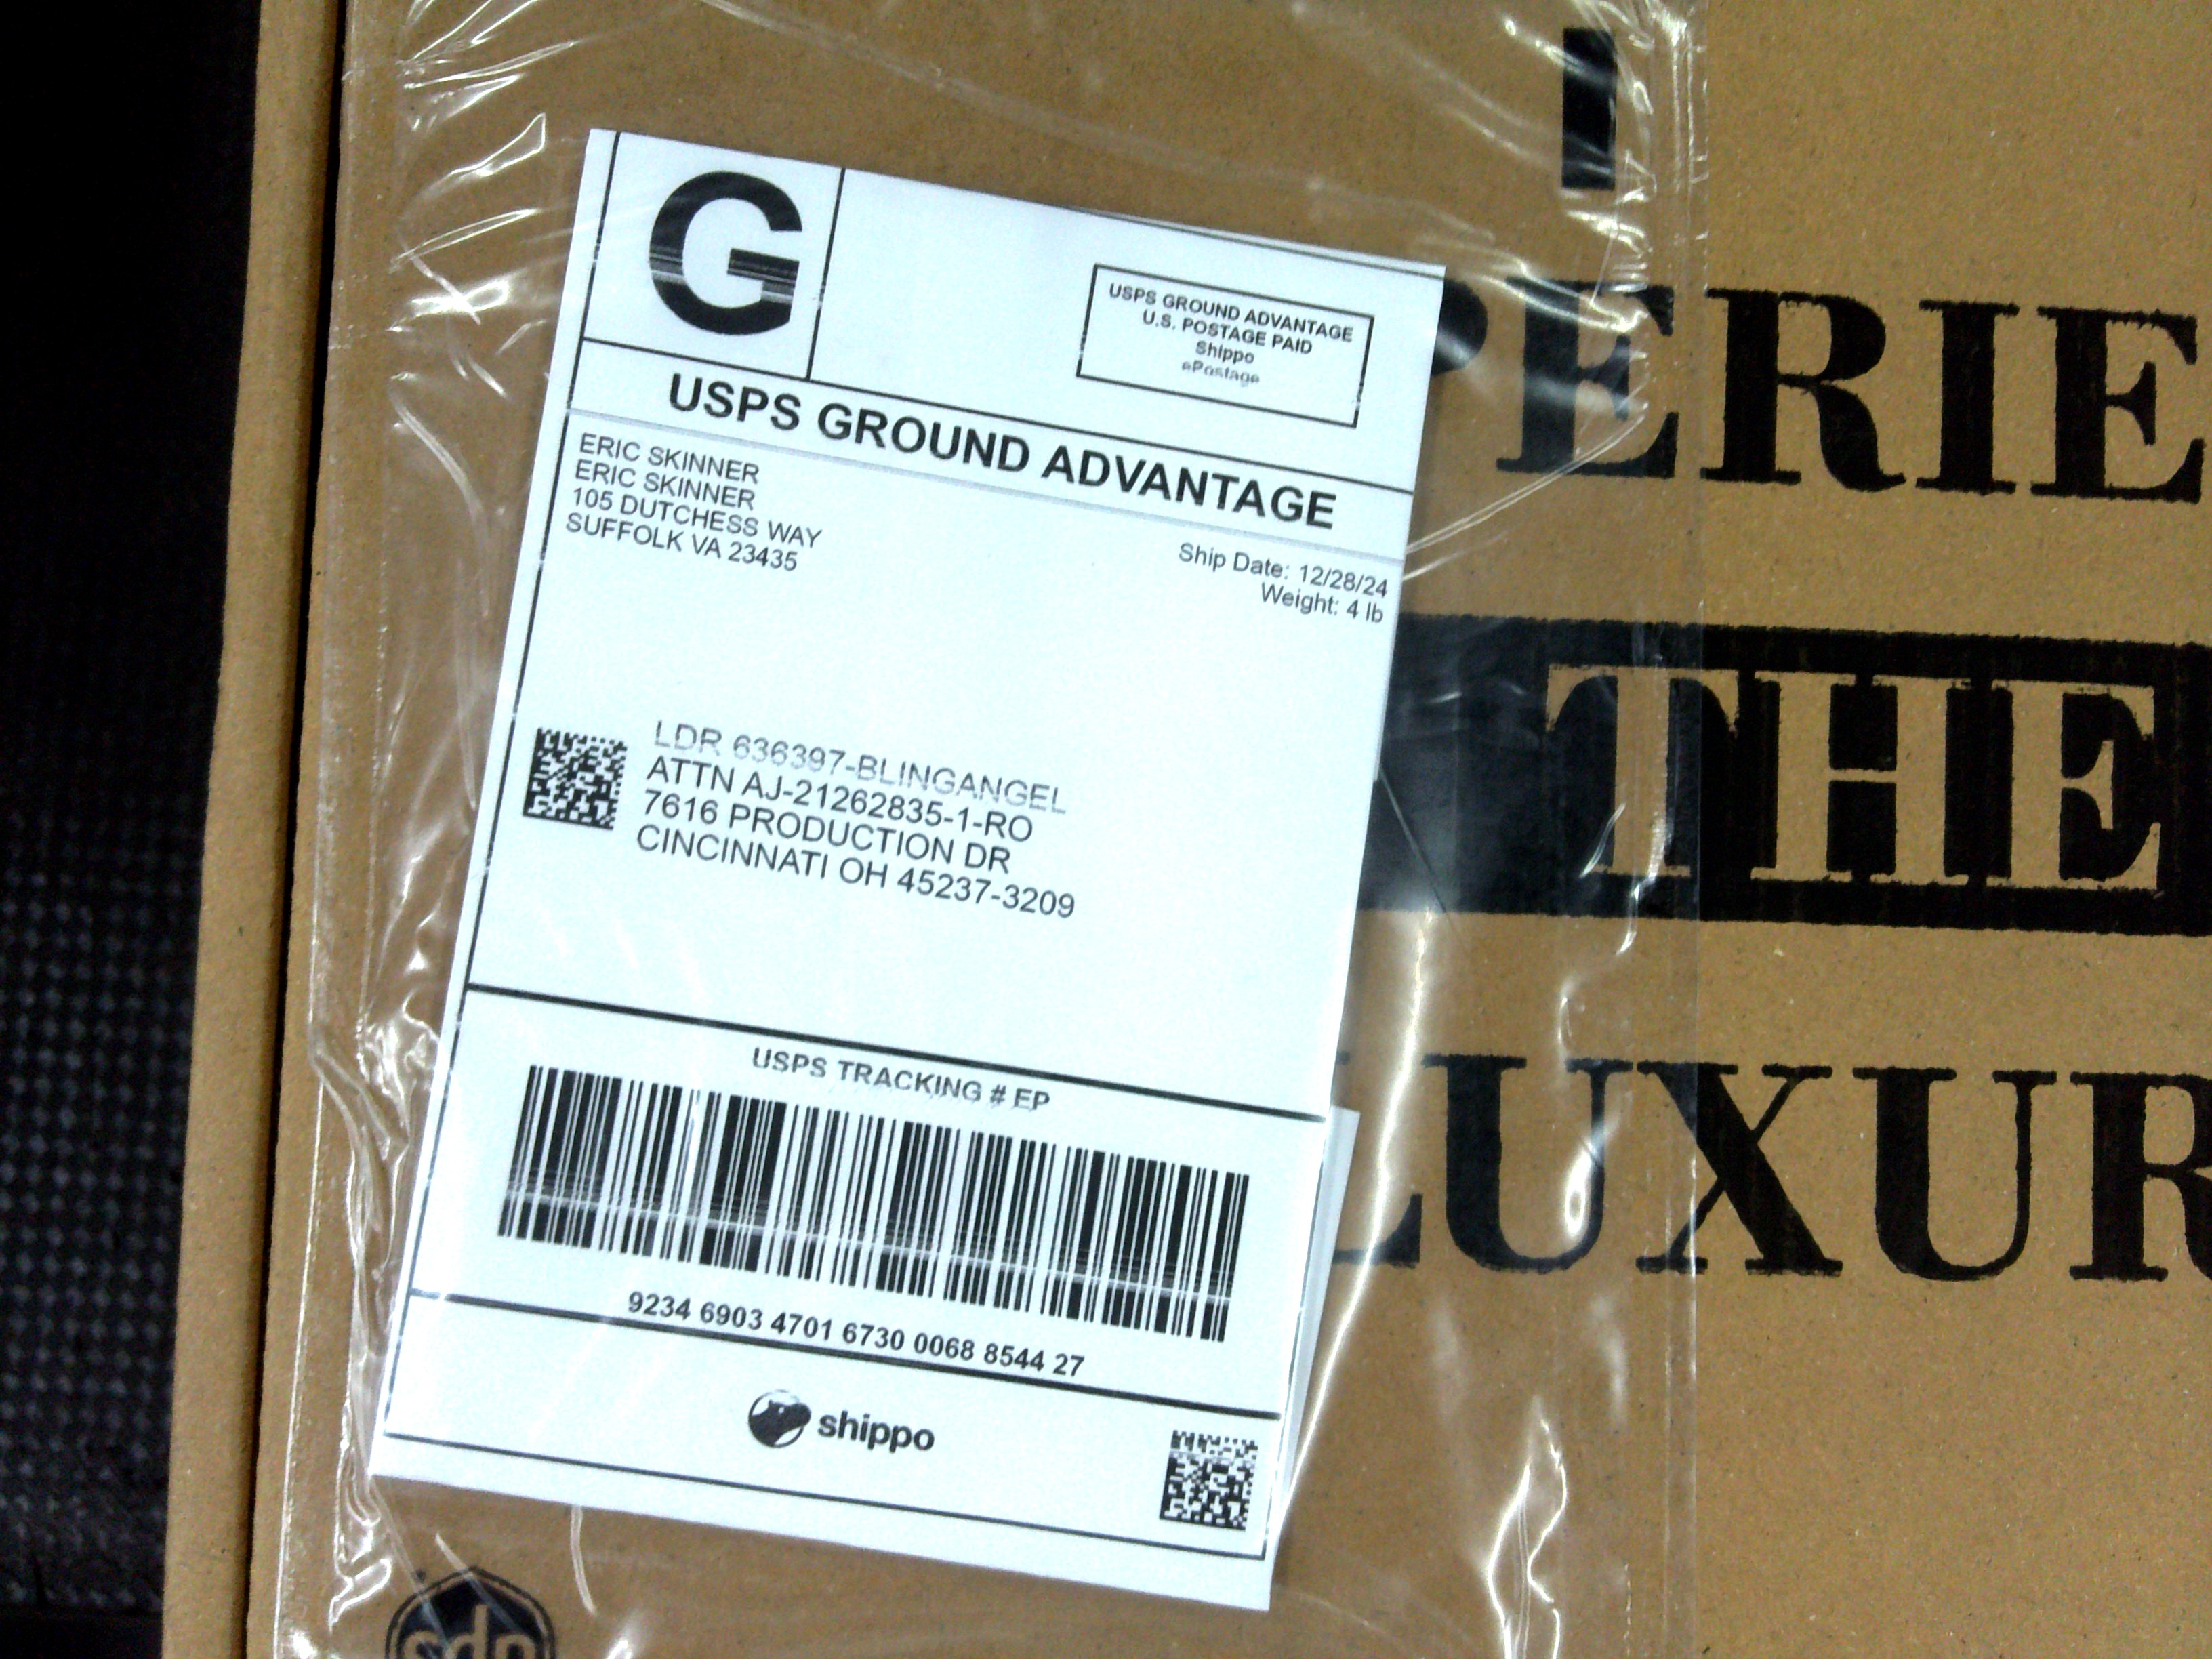 G
USPS GROUND ADVANTAGE
U.S. POSTAGE PAID
Shippo
ePostage
USPS GROUND ADVANTAGE
ERIC SKINNER
ERIC SKINNER
105 DUTCHESS WAY
SUFFOLK VA 23435
Ship Date: 12/28/24
Weight: 4 lb
LDR 636397-BLINGANGEL
ATTN AJ-21262835-1-RO
7616 PRODUCTION DR
CINCINNATI OH 45237-3209
USPS TRACKING # EP
9234 6903 4701 6730 0068 8544 27
shippo
PERIE
THE
LUXUR
sdp